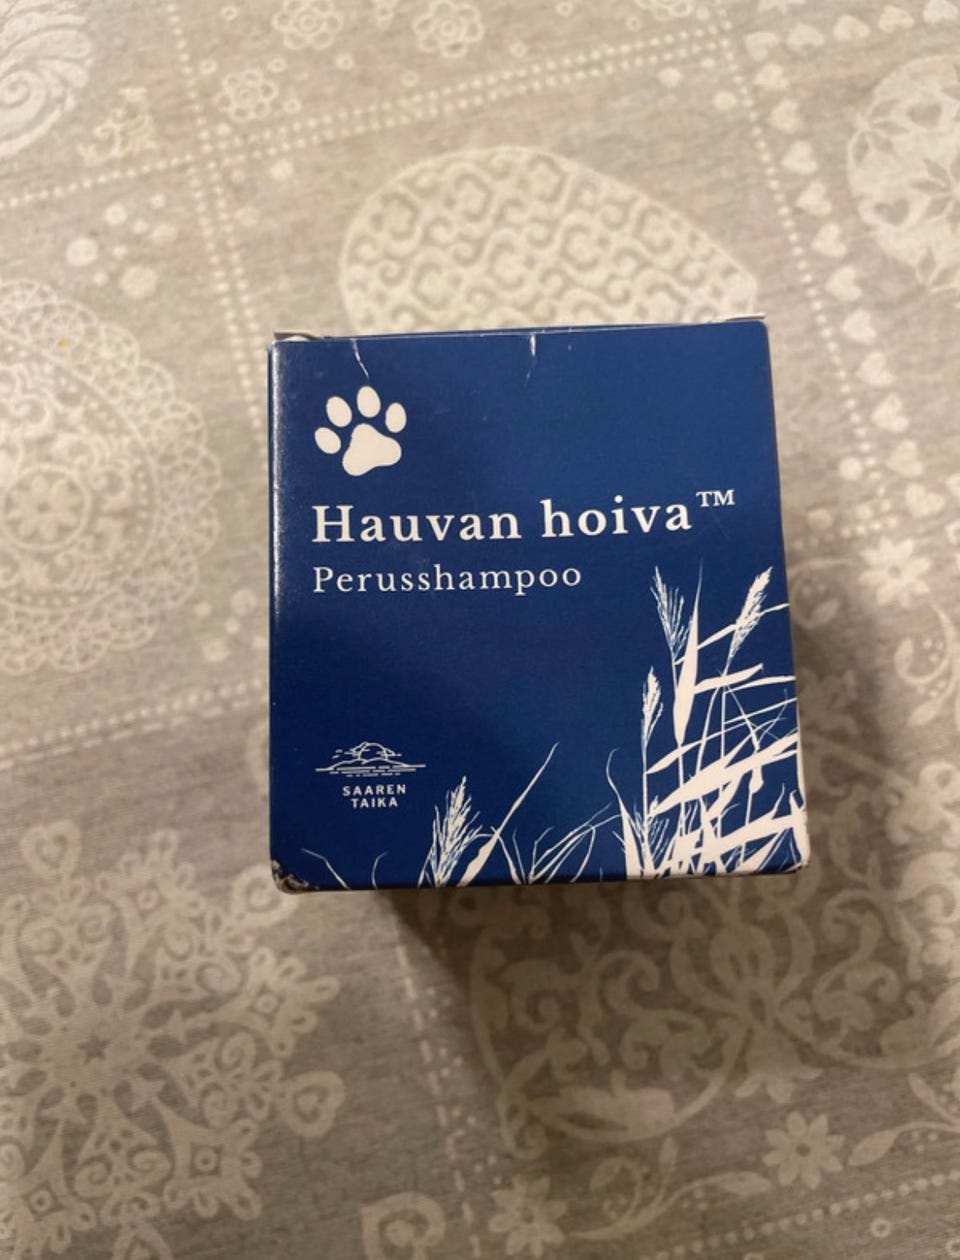 Hauvan hoiva™
Perusshampoo
SAAREN
TAIKA